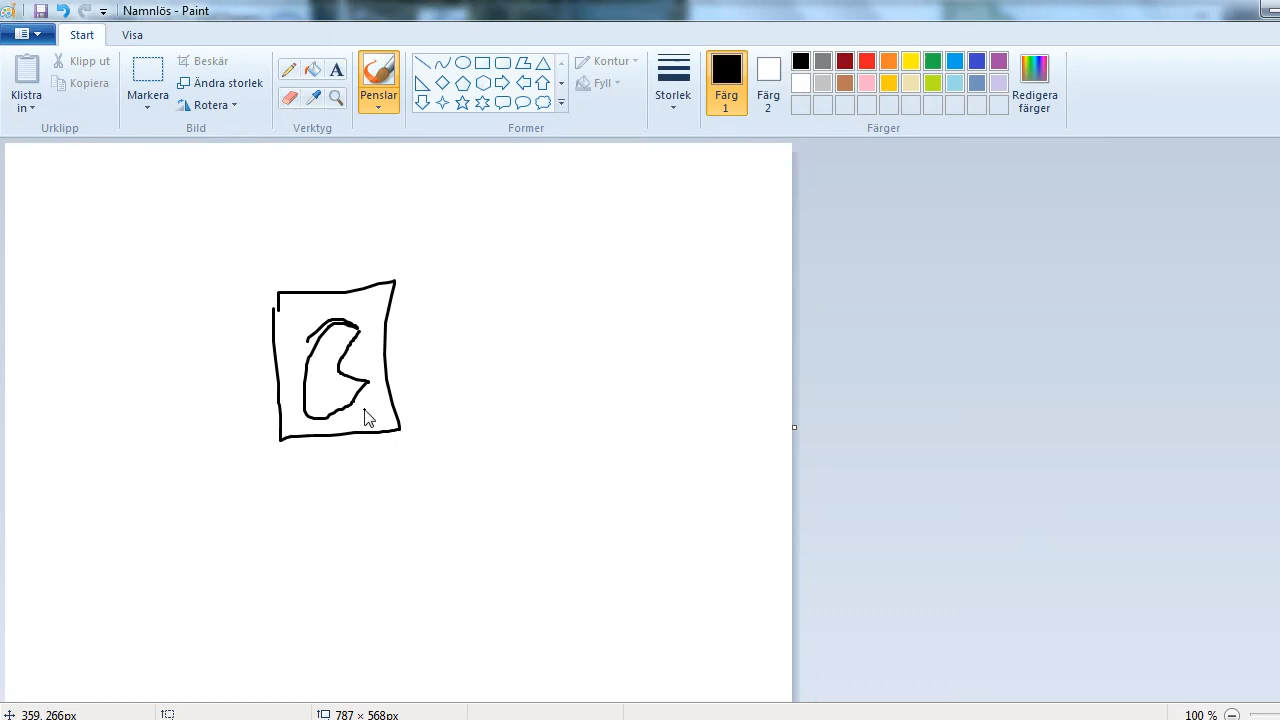 Namnlös - Paint
Start Visa
Klistra in
Klipp ut
Kopiera
Urklipp
Markera
Ändra storlek
Rotera
Bild
A
Verktyg
Penslar
Former
Kontur
Fyll
Storlek
Färg 1
Färg 2
Redigera färger
Färger
359, 266px
787 × 568px
100 %